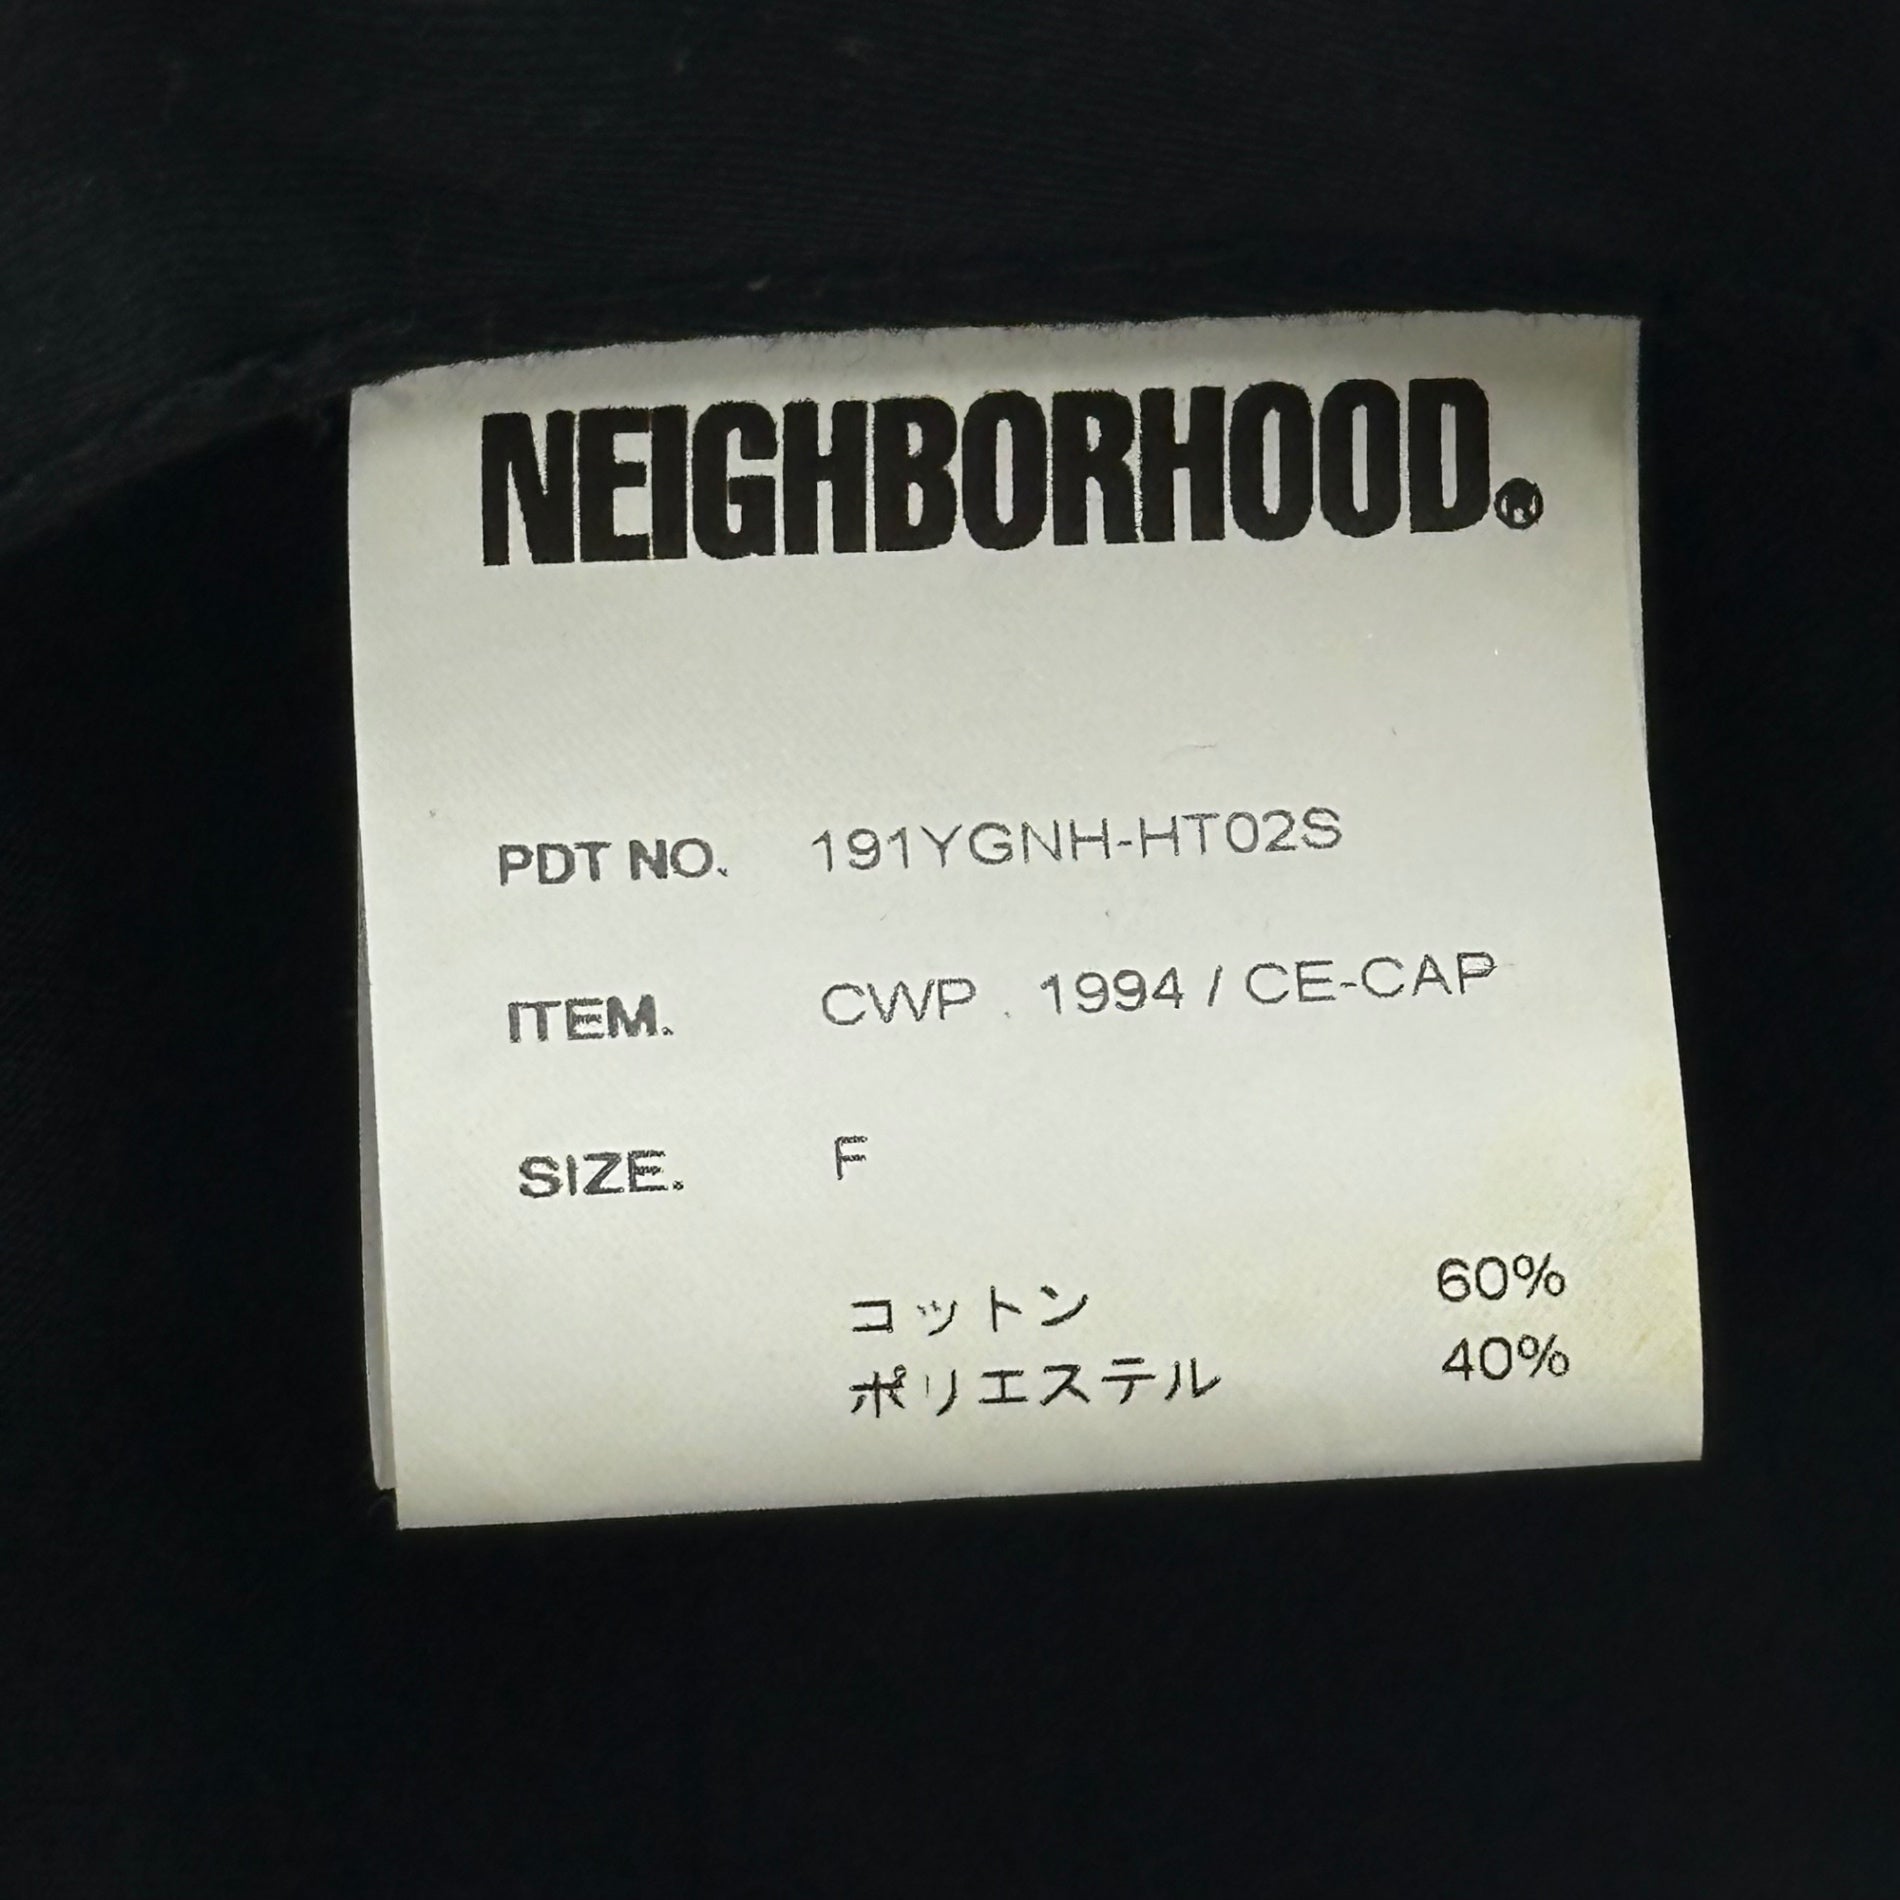 NEIGHBORHOOD®
PDT NO. 191YGNH-HT02S
ITEM. CWP . 1994 / CE-CAP
SIZE. F
コットン 60%
ポリエステル 40%